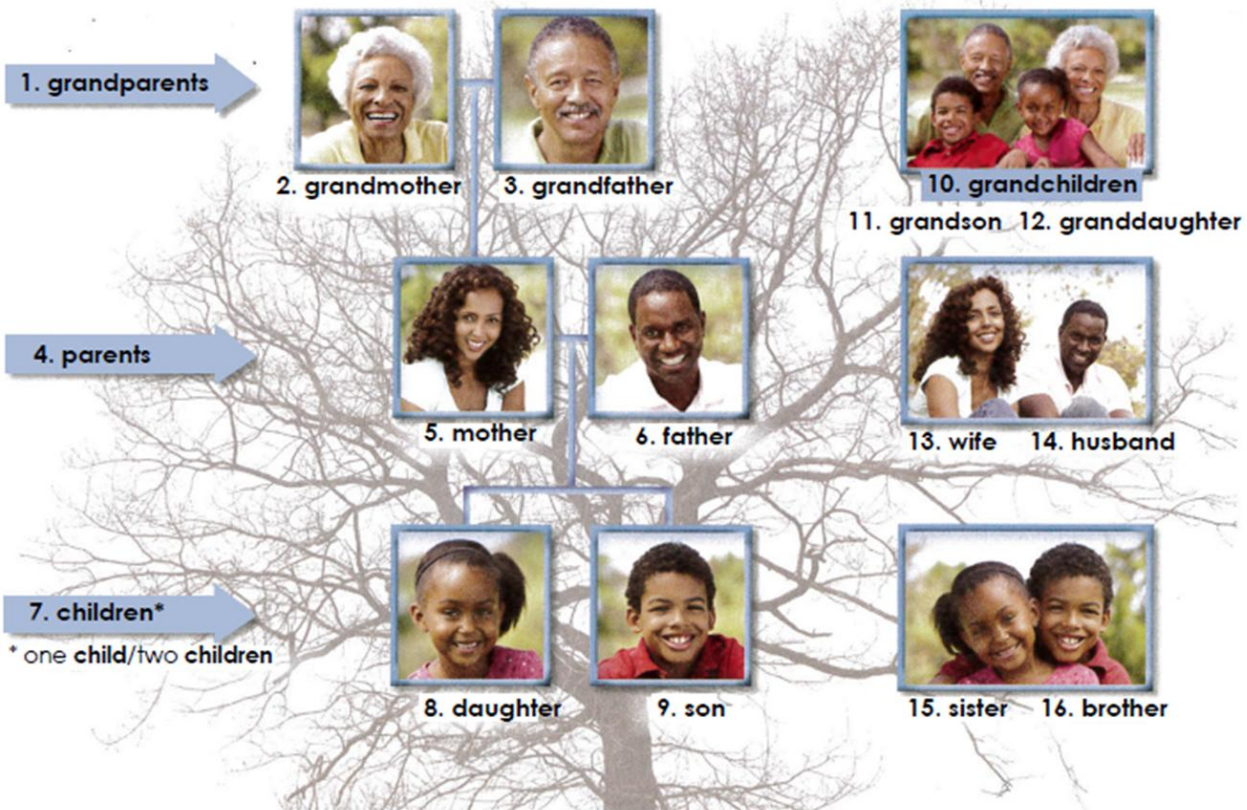 1. grandparents
2. grandmother
3. grandfather
10. grandchildren
11. grandson 12. granddaughter
4. parents
5. mother
6. father
13. wife 14. husband
7. children*
* one child/two children
8. daughter
9. son
15. sister 16. brother